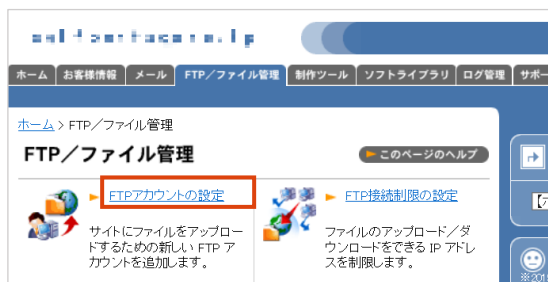 ホーム お客様情報 メール FTP／ファイル管理 制作ツール ソフトライブラリ ログ管理 サポー
ホーム > FTP／ファイル管理
FTP／ファイル管理
このページのヘルプ
FTPアカウントの設定
サイトにファイルをアップロー
ドするための新しい FTP ア
カウントを追加します。
FTP接続制限の設定
ファイルのアップロード／ダ
ウンロードをできる IP アドレ
スを制限します。
※201